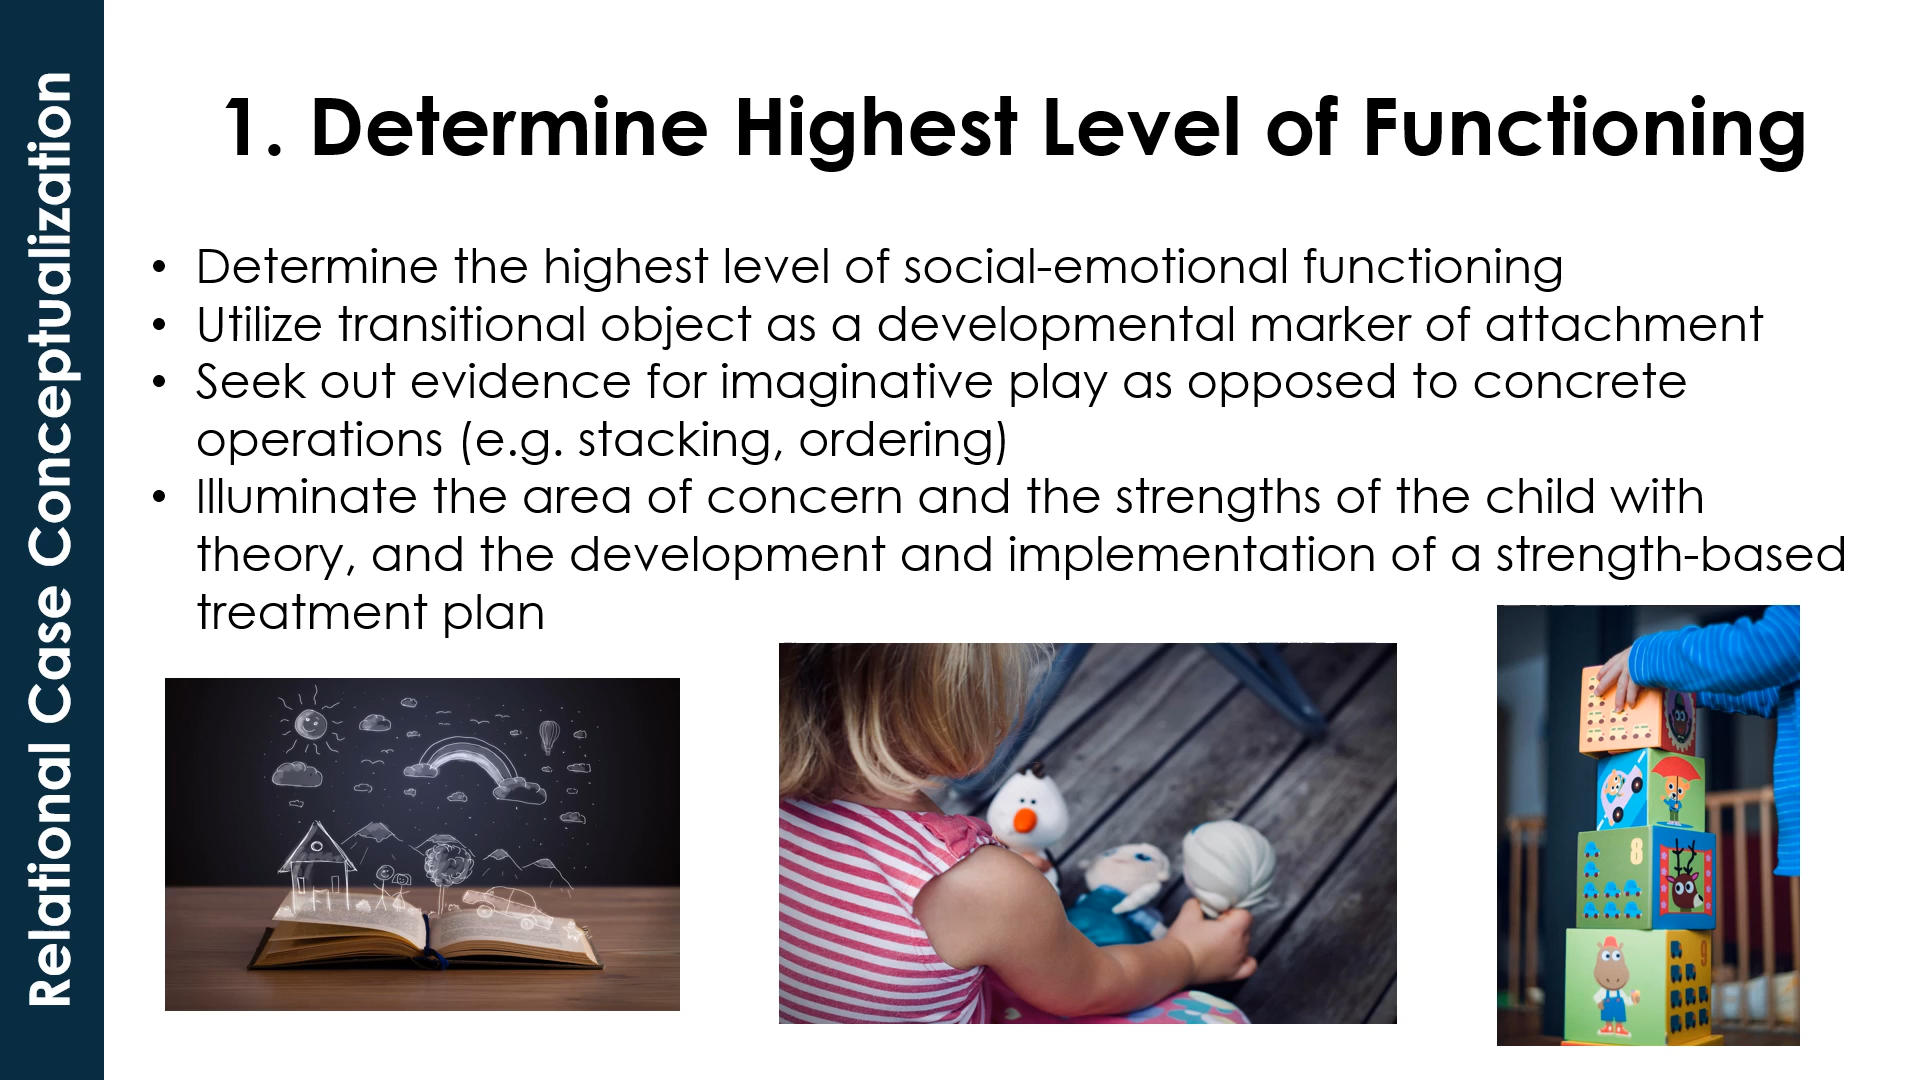 Relational Case Conceptualization
1. Determine Highest Level of Functioning
• Determine the highest level of social-emotional functioning
• Utilize transitional object as a developmental marker of attachment
• Seek out evidence for imaginative play as opposed to concrete
operations (e.g. stacking, ordering)
• Illuminate the area of concern and the strengths of the child with
theory, and the development and implementation of a strength-based
treatment plan
8
9